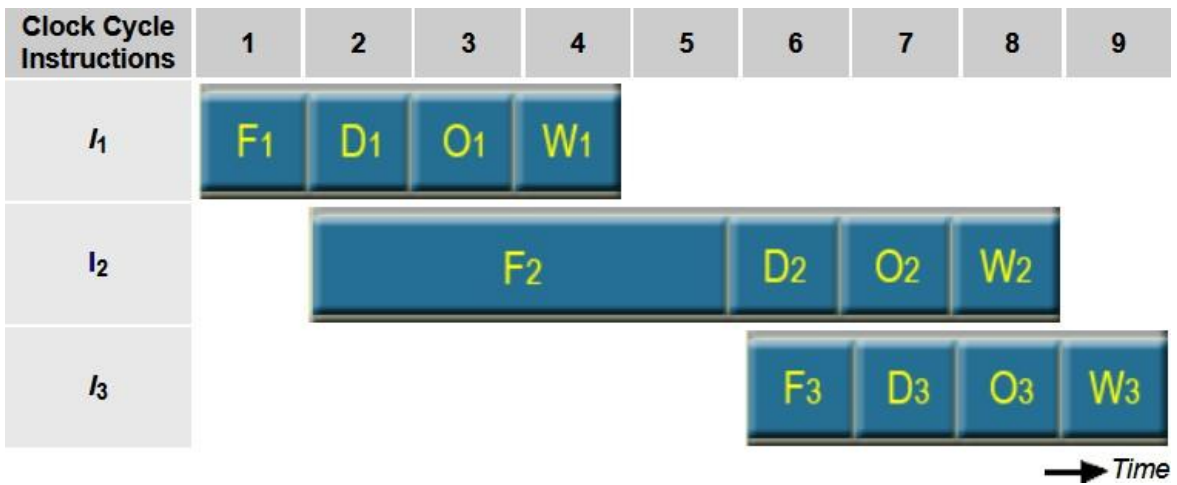 Clock Cycle
Instructions 1 2 3 4 5 6 7 8 9
I1 F1 D1 O1 W1
I2 F2 D2 O2 W2
I3 F3 D3 O3 W3
Time